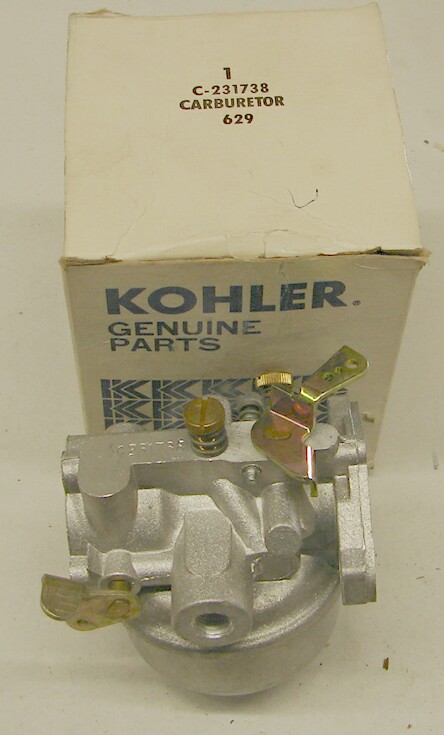 1
C-231738
CARBURETOR
629
KOHLER®
GENUINE
PARTS